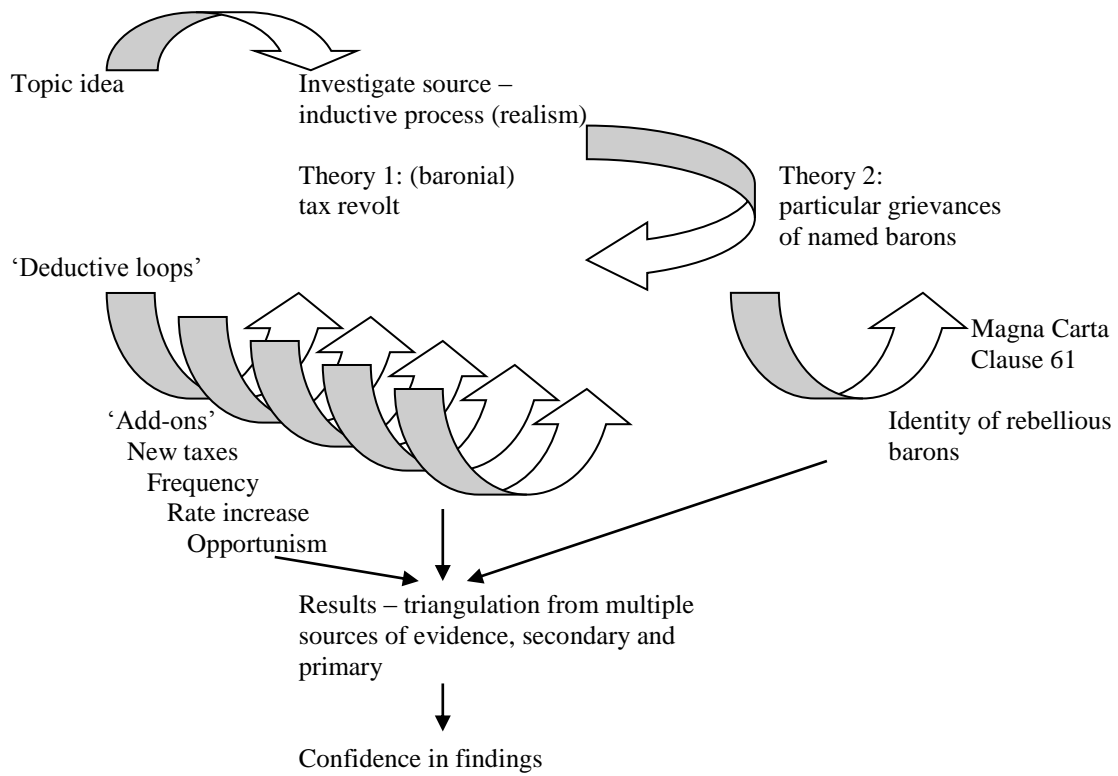 Topic idea
Investigate source –
inductive process (realism)
Theory 1: (baronial)
tax revolt
Theory 2:
particular grievances
of named barons
‘Deductive loops’
Magna Carta
Clause 61
‘Add-ons’
New taxes
Frequency
Rate increase
Opportunism
Identity of rebellious
barons
Results – triangulation from multiple
sources of evidence, secondary and
primary
Confidence in findings